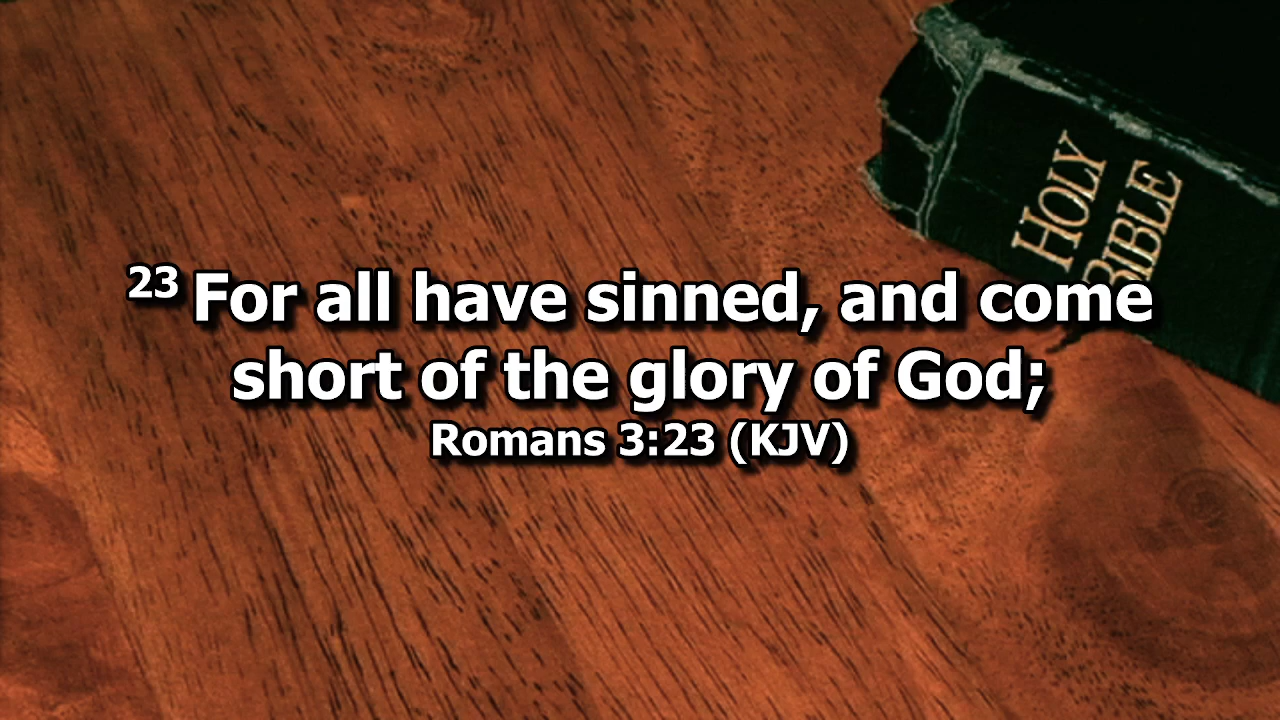 23 For all have sinned, and come
short of the glory of God;
Romans 3:23 (KJV)
HOLY
BIBLE